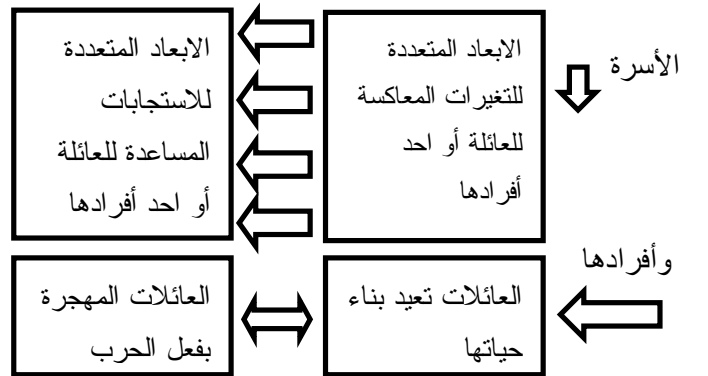 الأسرة
الابعاد المتعددة
للتغيرات المعاكسة
للعائلة أو احد
أفرادها
الابعاد المتعددة
للاستجابات
المساعدة للعائلة
أو احد أفرادها
وأفرادها
العائلات تعيد بناء
حياتها
العائلات المهجرة
بفعل الحرب